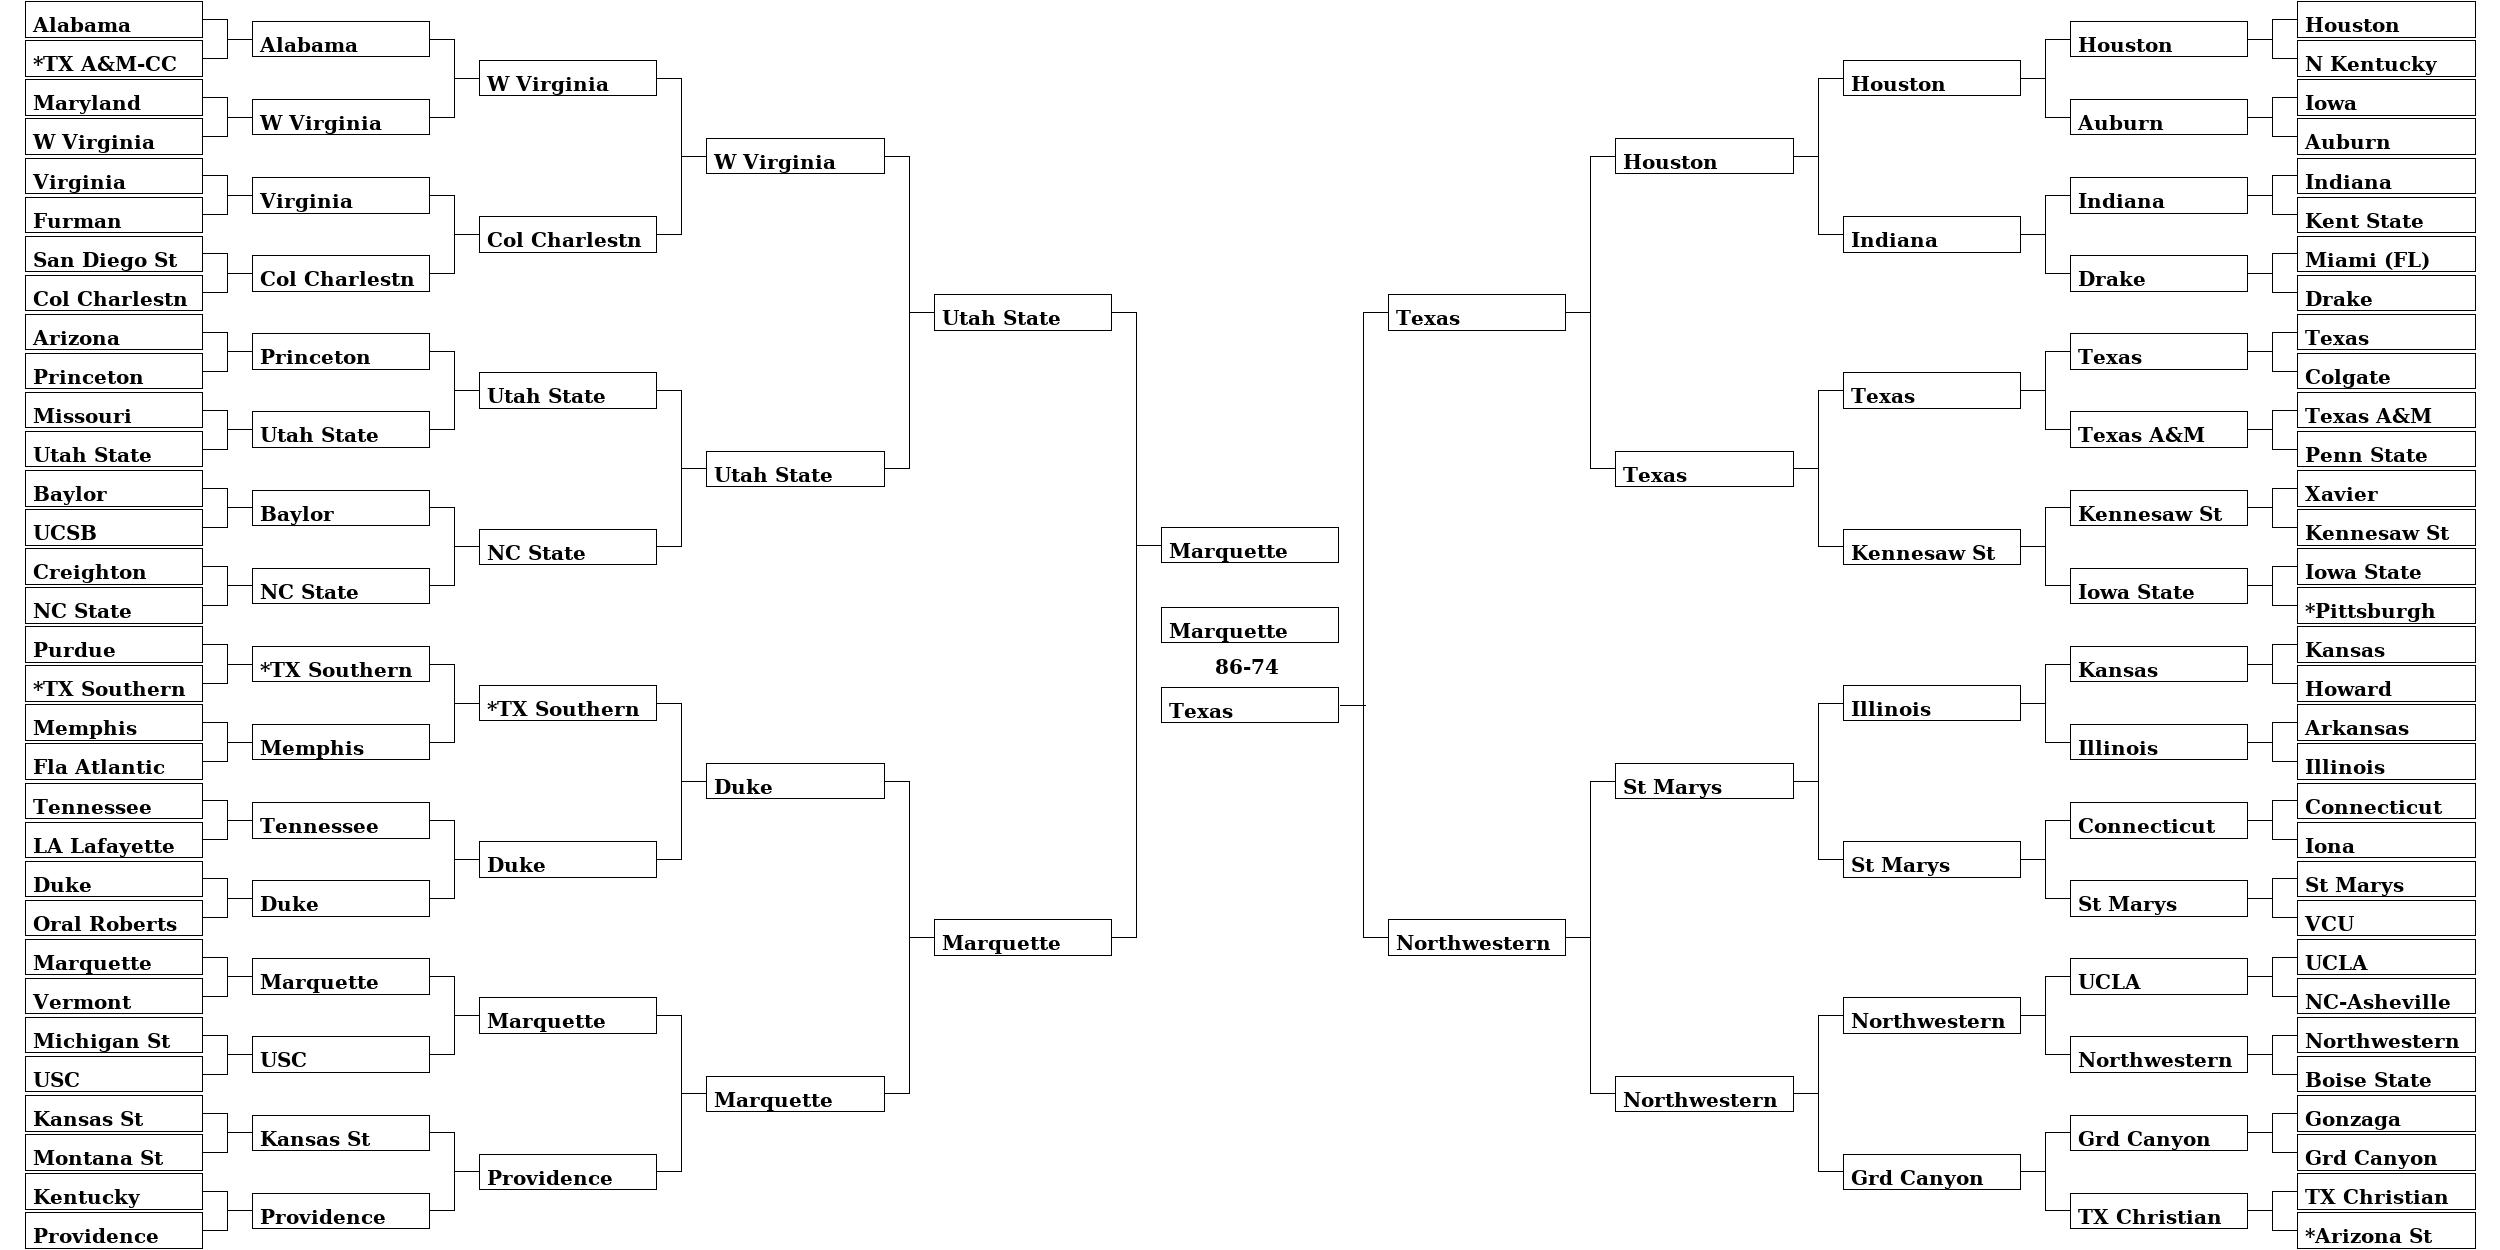 Alabama
*TX A&M-CC
Maryland
W Virginia
Virginia
Furman
San Diego St
Col Charlestn
Arizona
Princeton
Missouri
Utah State
Baylor
UCSB
Creighton
NC State
Purdue
*TX Southern
Memphis
Fla Atlantic
Tennessee
LA Lafayette
Duke
Oral Roberts
Marquette
Vermont
Michigan St
USC
Kansas St
Montana St
Kentucky
Providence
Alabama
W Virginia
Virginia
Col Charlestn
Princeton
Utah State
Baylor
NC State
*TX Southern
Memphis
Tennessee
Duke
Marquette
USC
Kansas St
Providence
W Virginia
Col Charlestn
Utah State
NC State
*TX Southern
Duke
Marquette
Providence
W Virginia
Utah State
Duke
Marquette
Utah State
Marquette
Marquette
Marquette
86-74
Texas
Texas
Northwestern
Houston
Texas
St Marys
Northwestern
Houston
Indiana
Texas
Kennesaw St
Illinois
St Marys
Northwestern
Grd Canyon
Houston
Auburn
Indiana
Drake
Texas
Texas A&M
Kennesaw St
Iowa State
Kansas
Illinois
Connecticut
St Marys
UCLA
Northwestern
Grd Canyon
TX Christian
Houston
N Kentucky
Iowa
Auburn
Indiana
Kent State
Miami (FL)
Drake
Texas
Colgate
Texas A&M
Penn State
Xavier
Kennesaw St
Iowa State
*Pittsburgh
Kansas
Howard
Arkansas
Illinois
Connecticut
Iona
St Marys
VCU
UCLA
NC-Asheville
Northwestern
Boise State
Gonzaga
Grd Canyon
TX Christian
*Arizona St